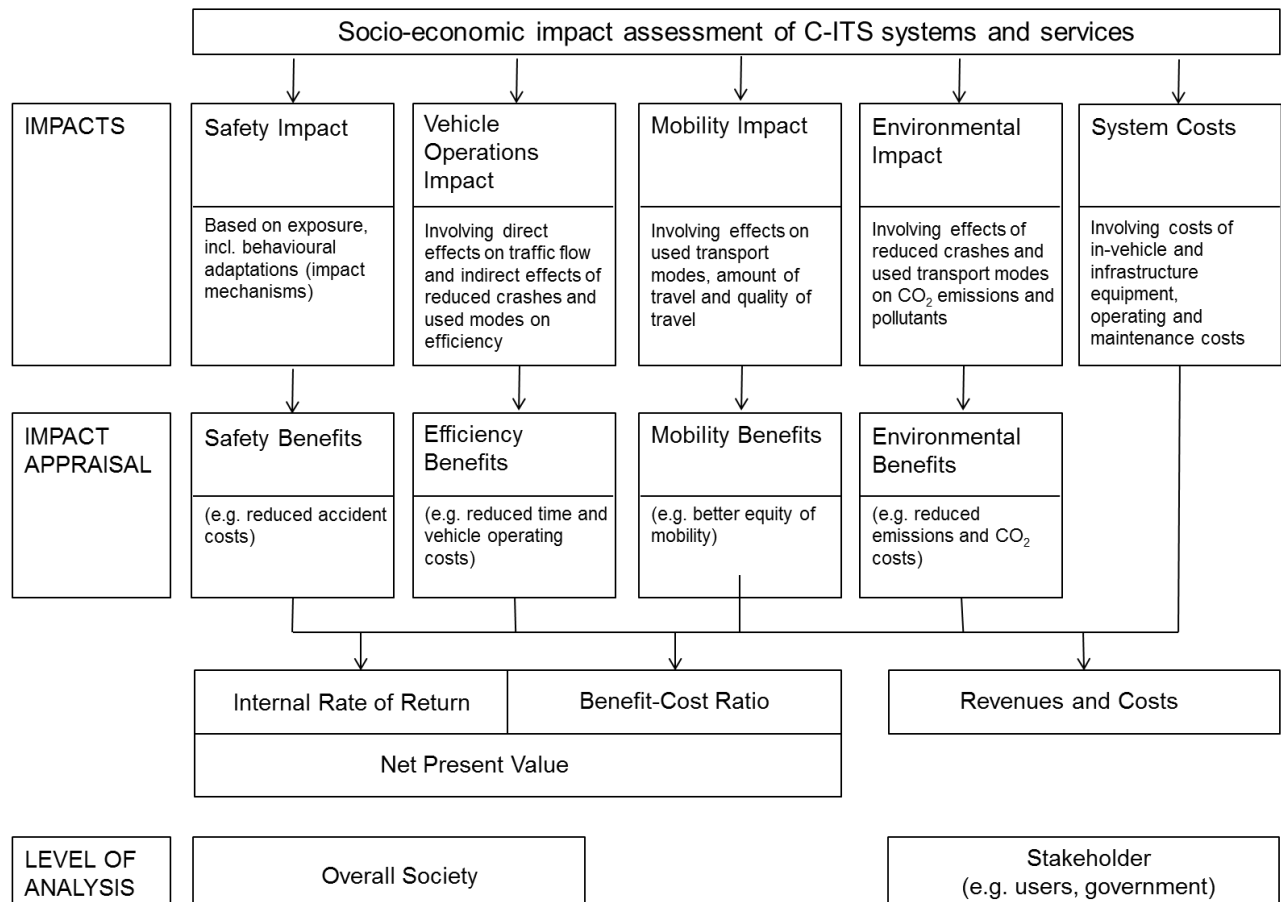 Socio-economic impact assessment of C-ITS systems and services
IMPACTS
Safety Impact
Based on exposure,
incl. behavioural
adaptations (impact
mechanisms)
Vehicle
Operations
Impact
Involving direct
effects on traffic flow
and indirect effects of
reduced crashes and
used modes on
efficiency
Mobility Impact
Involving effects on
used transport
modes, amount of
travel and quality of
travel
Environmental
Impact
Involving effects of
reduced crashes and
used transport modes
on CO₂ emissions and
pollutants
System Costs
Involving costs of
in-vehicle and
infrastructure
equipment,
operating and
maintenance costs
IMPACT
APPRAISAL
Safety Benefits
(e.g. reduced accident
costs)
Efficiency
Benefits
(e.g. reduced time and
vehicle operating
costs)
Mobility Benefits
(e.g. better equity of
mobility)
Environmental
Benefits
(e.g. reduced
emissions and CO₂
costs)
Internal Rate of Return
Benefit-Cost Ratio
Revenues and Costs
Net Present Value
LEVEL OF
ANALYSIS
Overall Society
Stakeholder
(e.g. users, government)